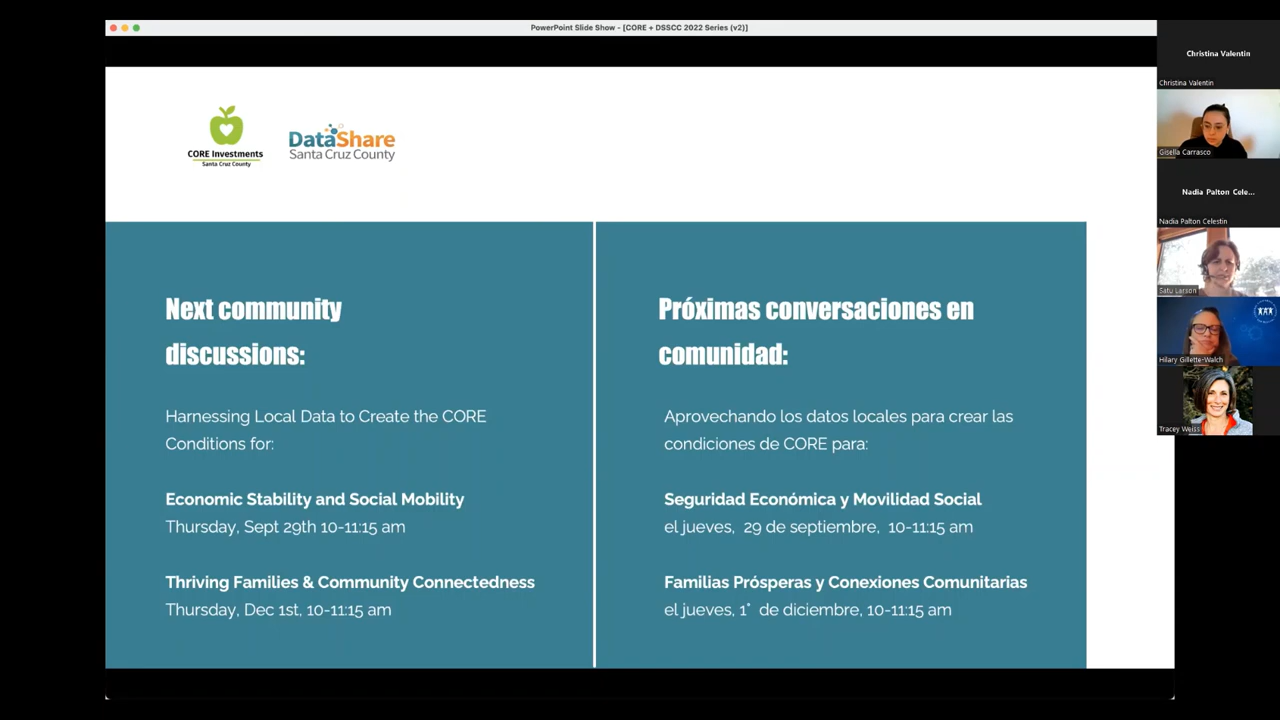 PowerPoint Slide Show - [CORE + DSSCC 2022 Series (v2)]
CORE Investments
Santa Cruz County
DataShare
Santa Cruz County
Next community
discussions:
Harnessing Local Data to Create the CORE
Conditions for:
Economic Stability and Social Mobility
Thursday, Sept 29th 10-11:15 am
Thriving Families & Community Connectedness
Thursday, Dec 1st, 10-11:15 am
Próximas conversaciones en
comunidad:
Aprovechando los datos locales para crear las
condiciones de CORE para:
Seguridad Económica y Movilidad Social
el jueves, 29 de septiembre, 10-11:15 am
Familias Prósperas y Conexiones Comunitarias
el jueves, 1° de diciembre, 10-11:15 am
Christina Valentin
Christina Valentin
Gisella Carrasco
Nadia Palton Cele...
Nadia Palton Celestin
Satu Larson
Hilary Gillette-Walch
Tracey Weiss